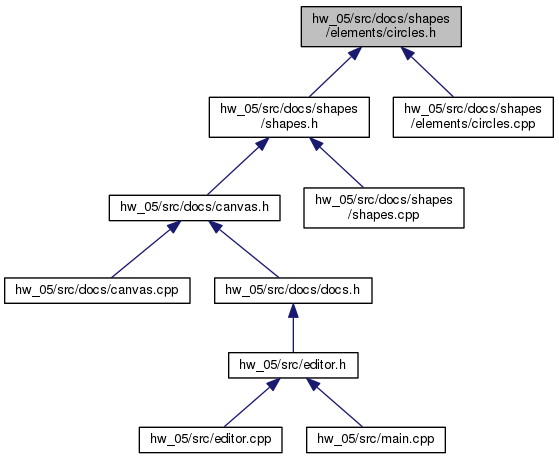 hw_05/src/docs/shapes
/elements/circles.h
hw_05/src/docs/shapes
/shapes.h
hw_05/src/docs/shapes
/elements/circles.cpp
hw_05/src/docs/canvas.h
hw_05/src/docs/shapes
/shapes.cpp
hw_05/src/docs/canvas.cpp
hw_05/src/docs/docs.h
hw_05/src/editor.h
hw_05/src/editor.cpp
hw_05/src/main.cpp